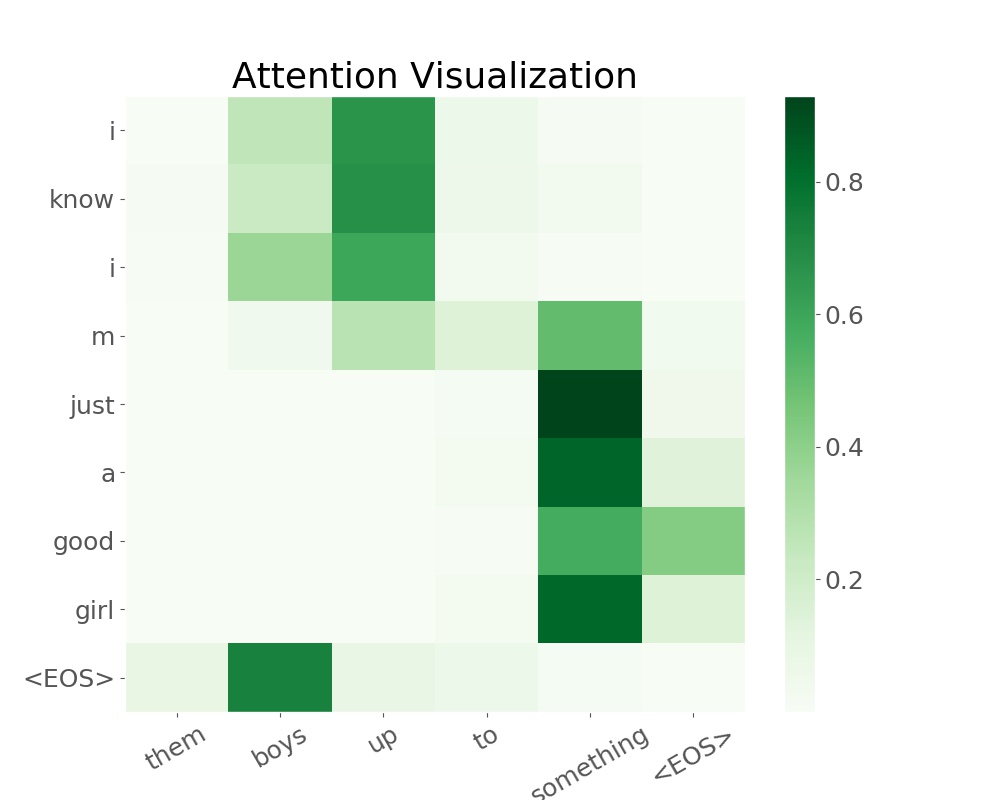 Attention Visualization
i
know
i
m
just
a
good
girl
<EOS>
them boys up to something <EOS>
0.8
0.6
0.4
0.2